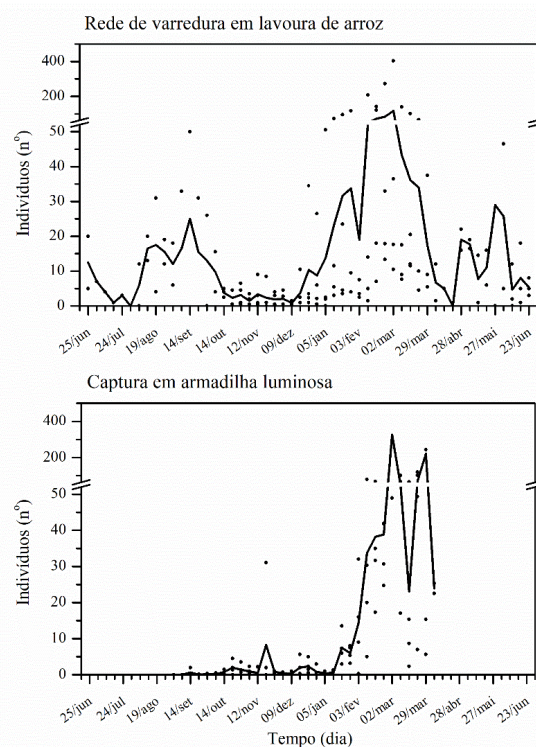 Rede de varredura em lavoura de arroz
400
200
50
40
30
20
10
0
Indivíduos (nº)
25/jun
24/jul
19/ago
14/set
14/out
12/nov
09/dez
05/jan
03/fev
02/mar
29/mar
28/abr
27/mai
23/jun
Captura em armadilha luminosa
400
200
50
40
30
20
10
0
Indivíduos (nº)
25/jun
24/jul
19/ago
14/set
14/out
12/nov
09/dez
05/jan
03/fev
02/mar
29/mar
28/abr
27/mai
23/jun
Tempo (dia)